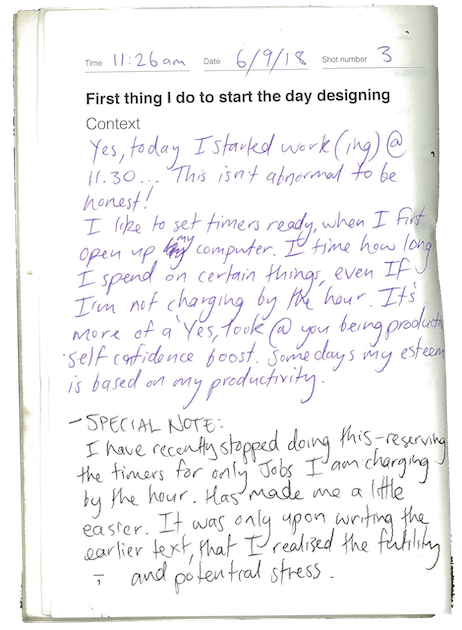 Time 11:26am Date 6/9/18 Shot number 3
First thing I do to start the day designing
Context
Yes, today I started work(ing) @
11.30... This isn't abnormal to be
honest!
I like to set timers ready, when I first
open up my computer. I time how long
I spend on certain things, even If
I'm not charging by the hour. It's
more of a 'Yes, look @ you being producti
self cofidence boost. Some days my esteem
is based on my productivity.
- SPECIAL NOTE:
I have recently stopped doing this - reserving
the timers for only Jobs I am charging
by the hour. Has made me a little
easier. It was only upon writing the
earlier text, that I realised the futility
and potential stress.